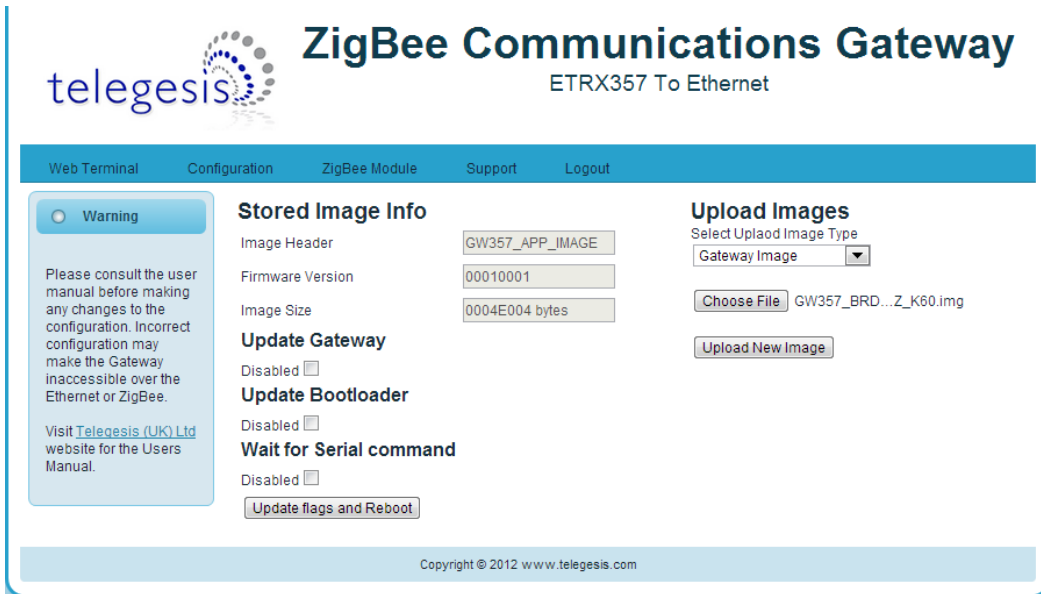 telegesis
ZigBee Communications Gateway
ETRX357 To Ethernet
Web Terminal Configuration ZigBee Module Support Logout
Warning
Please consult the user
manual before making
any changes to the
configuration. Incorrect
configuration may
make the Gateway
inaccessible over the
Ethernet or ZigBee.
Visit Telegesis (UK) Ltd
website for the Users
Manual.
Stored Image Info
Image Header GW357_APP_IMAGE
Firmware Version 00010001
Image Size 0004E004 bytes
Update Gateway
Disabled
Update Bootloader
Disabled
Wait for Serial command
Disabled
Update flags and Reboot
Upload Images
Select Uplaod Image Type
Gateway Image
Choose File GW357_BRD...Z_K60.img
Upload New Image
Copyright © 2012 www.telegesis.com